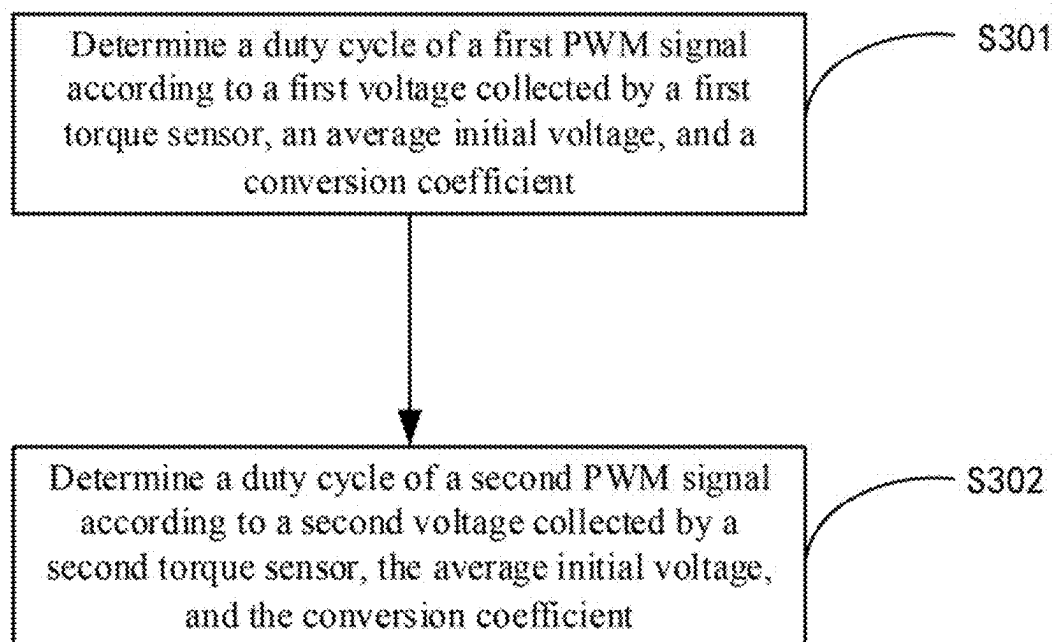 Determine a duty cycle of a first PWM signal
according to a first voltage collected by a first
torque sensor, an average initial voltage, and a
conversion coefficient
S301
Determine a duty cycle of a second PWM signal
according to a second voltage collected by a
second torque sensor, the average initial voltage,
and the conversion coefficient
S302